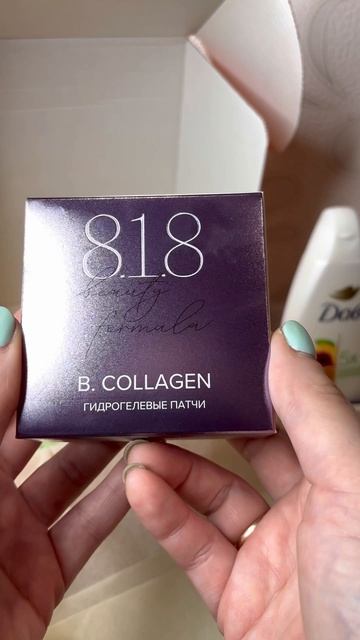 8.1.8
beauty
formula
B. COLLAGEN
ГИДРОГЕЛЕВЫЕ ПАТЧИ
Dove